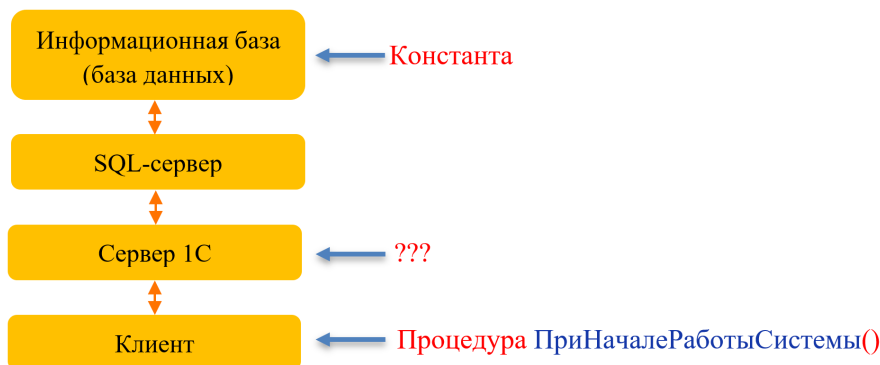 Информационная база
(база данных)
Константа
SQL-сервер
Сервер 1С
???
Клиент
Процедура ПриНачалеРаботыСистемы()